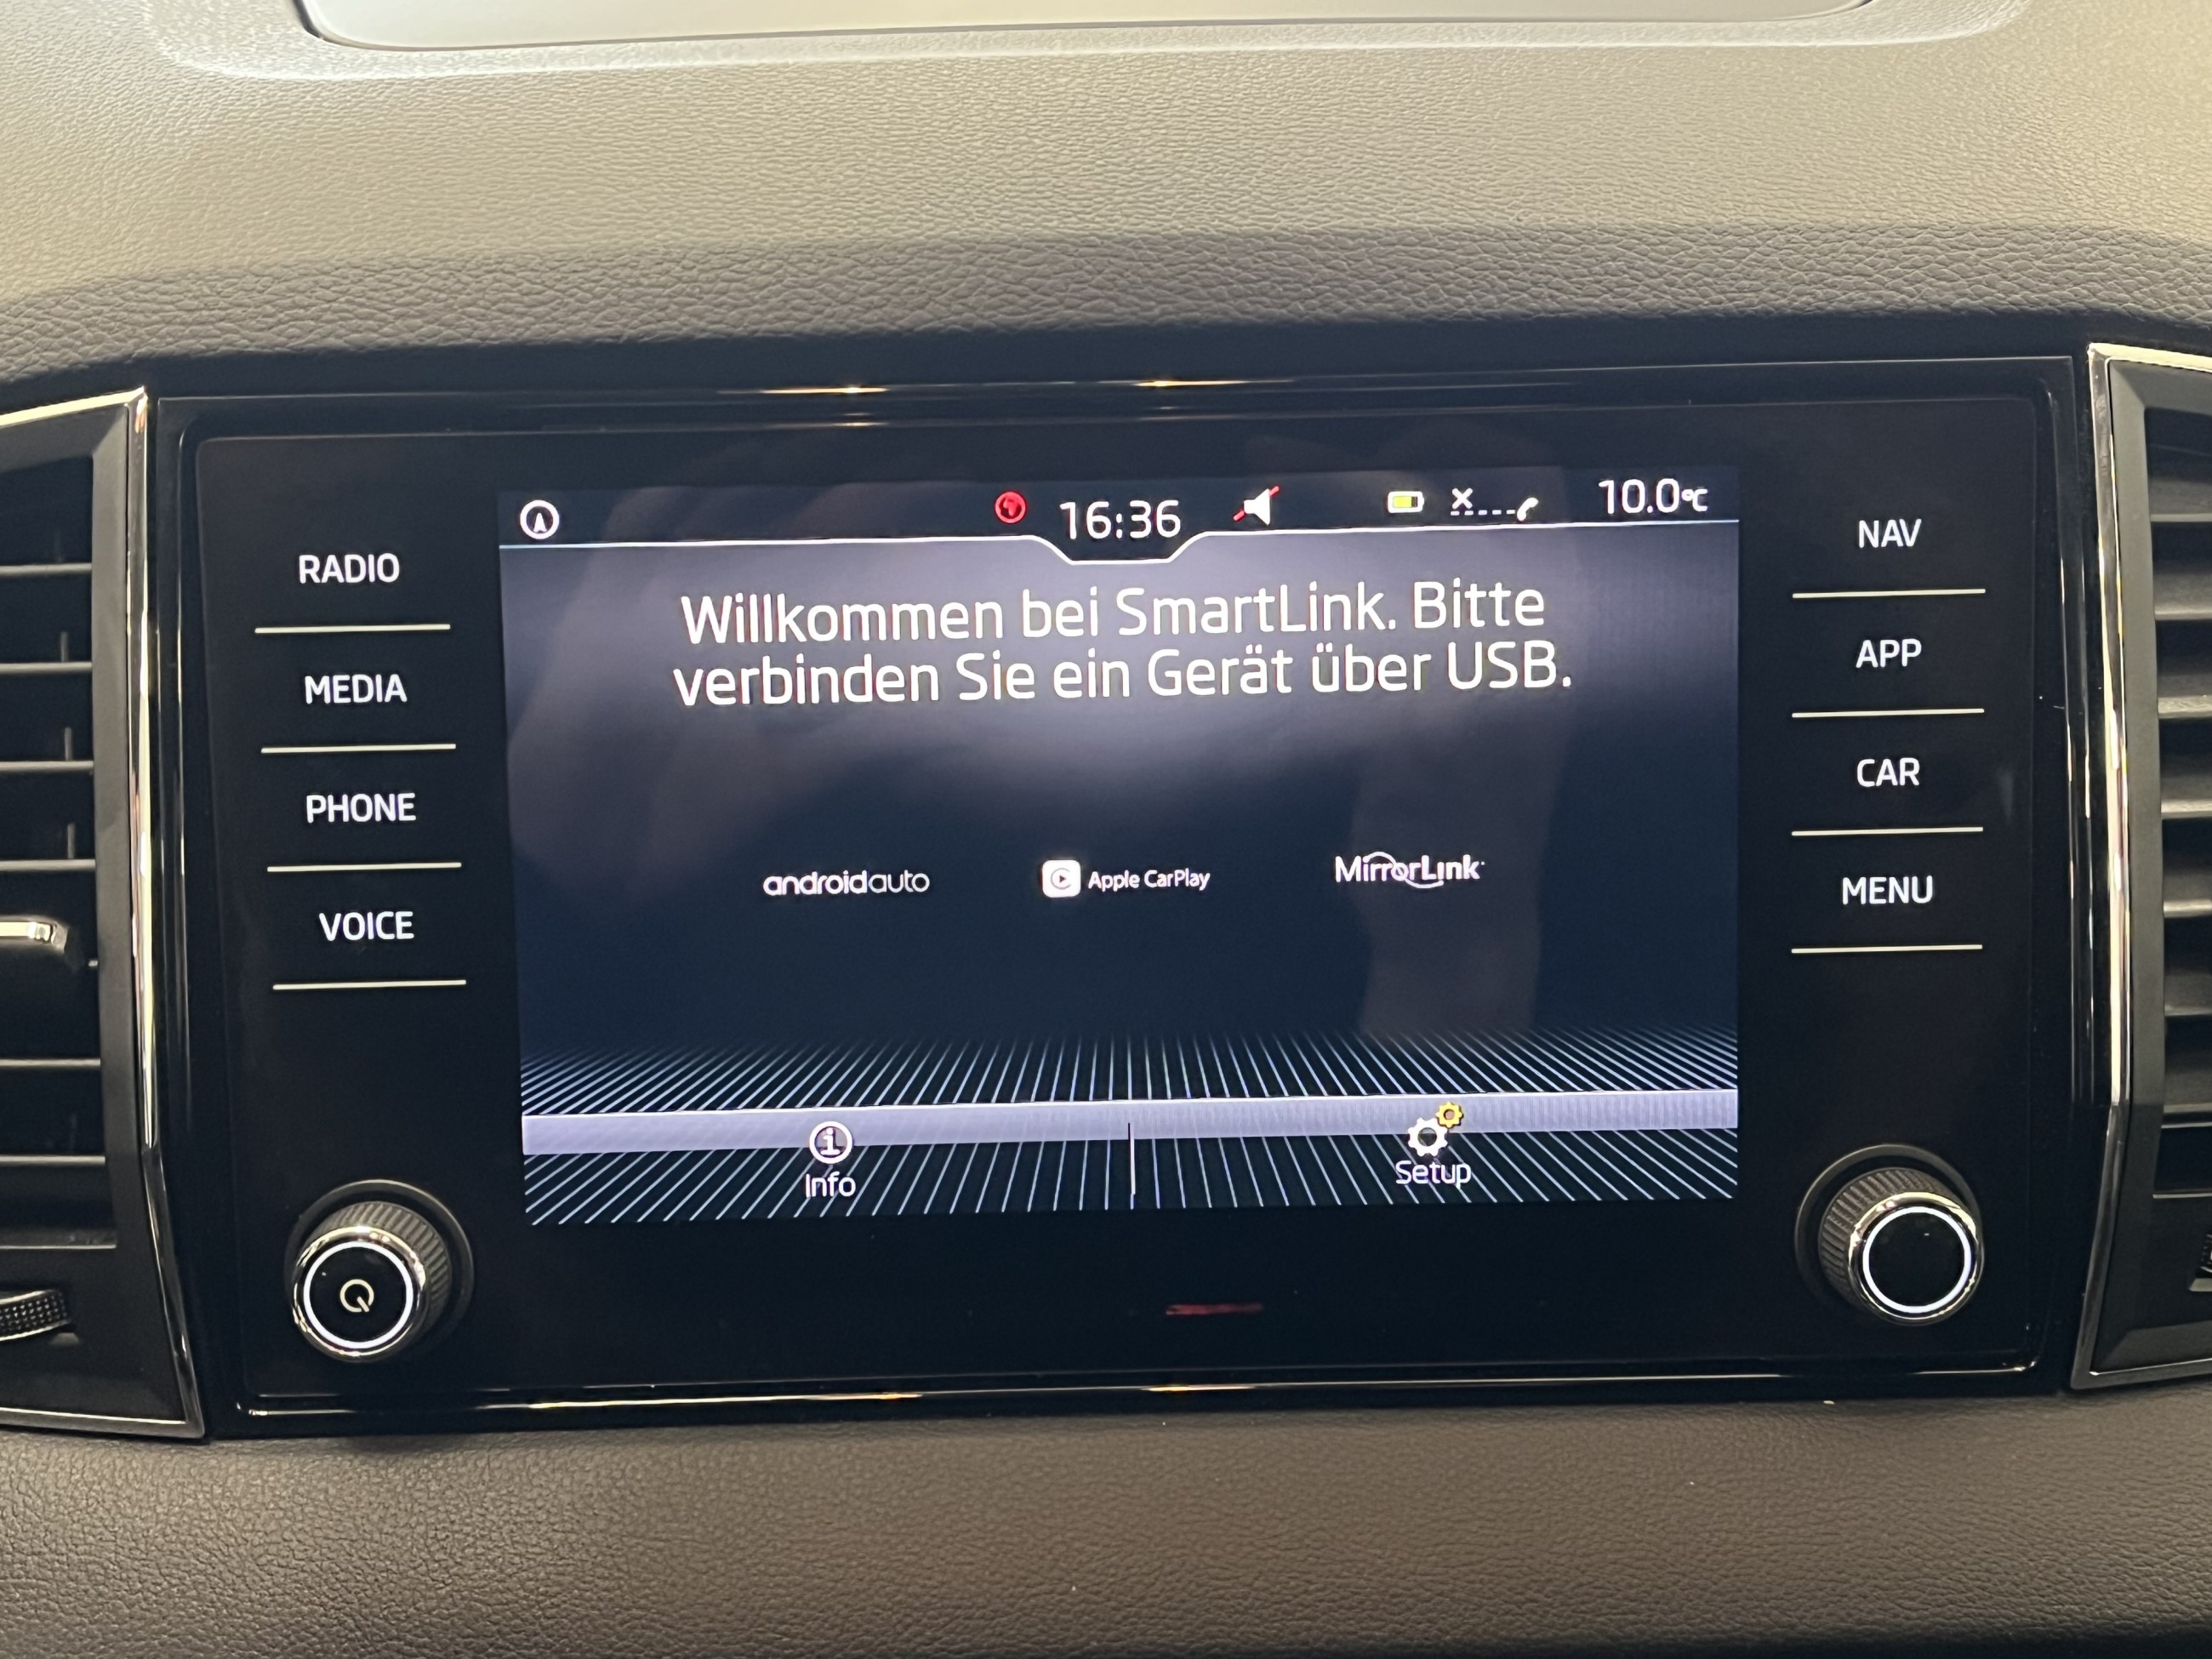 16:36
10.0°C
RADIO
MEDIA
PHONE
VOICE
Willkommen bei SmartLink. Bitte
verbinden Sie ein Gerät über USB.
androidauto
Apple CarPlay
MirrorLink
Info
Setup
NAV
APP
CAR
MENU